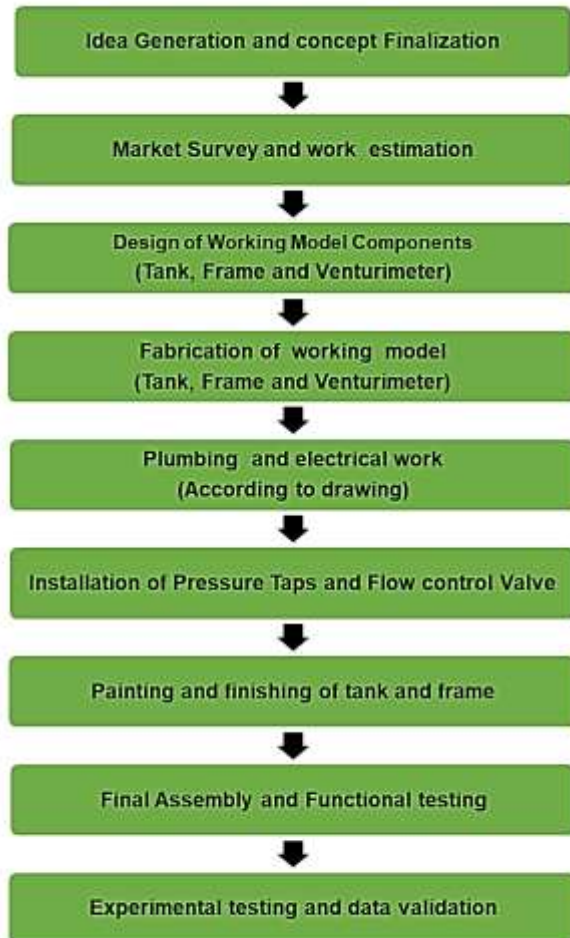 Idea Generation and concept Finalization
Market Survey and work estimation
Design of Working Model Components
(Tank, Frame and Venturimeter)
Fabrication of working model
(Tank, Frame and Venturimeter)
Plumbing and electrical work
(According to drawing)
Installation of Pressure Taps and Flow control Valve
Painting and finishing of tank and frame
Final Assembly and Functional testing
Experimental testing and data validation